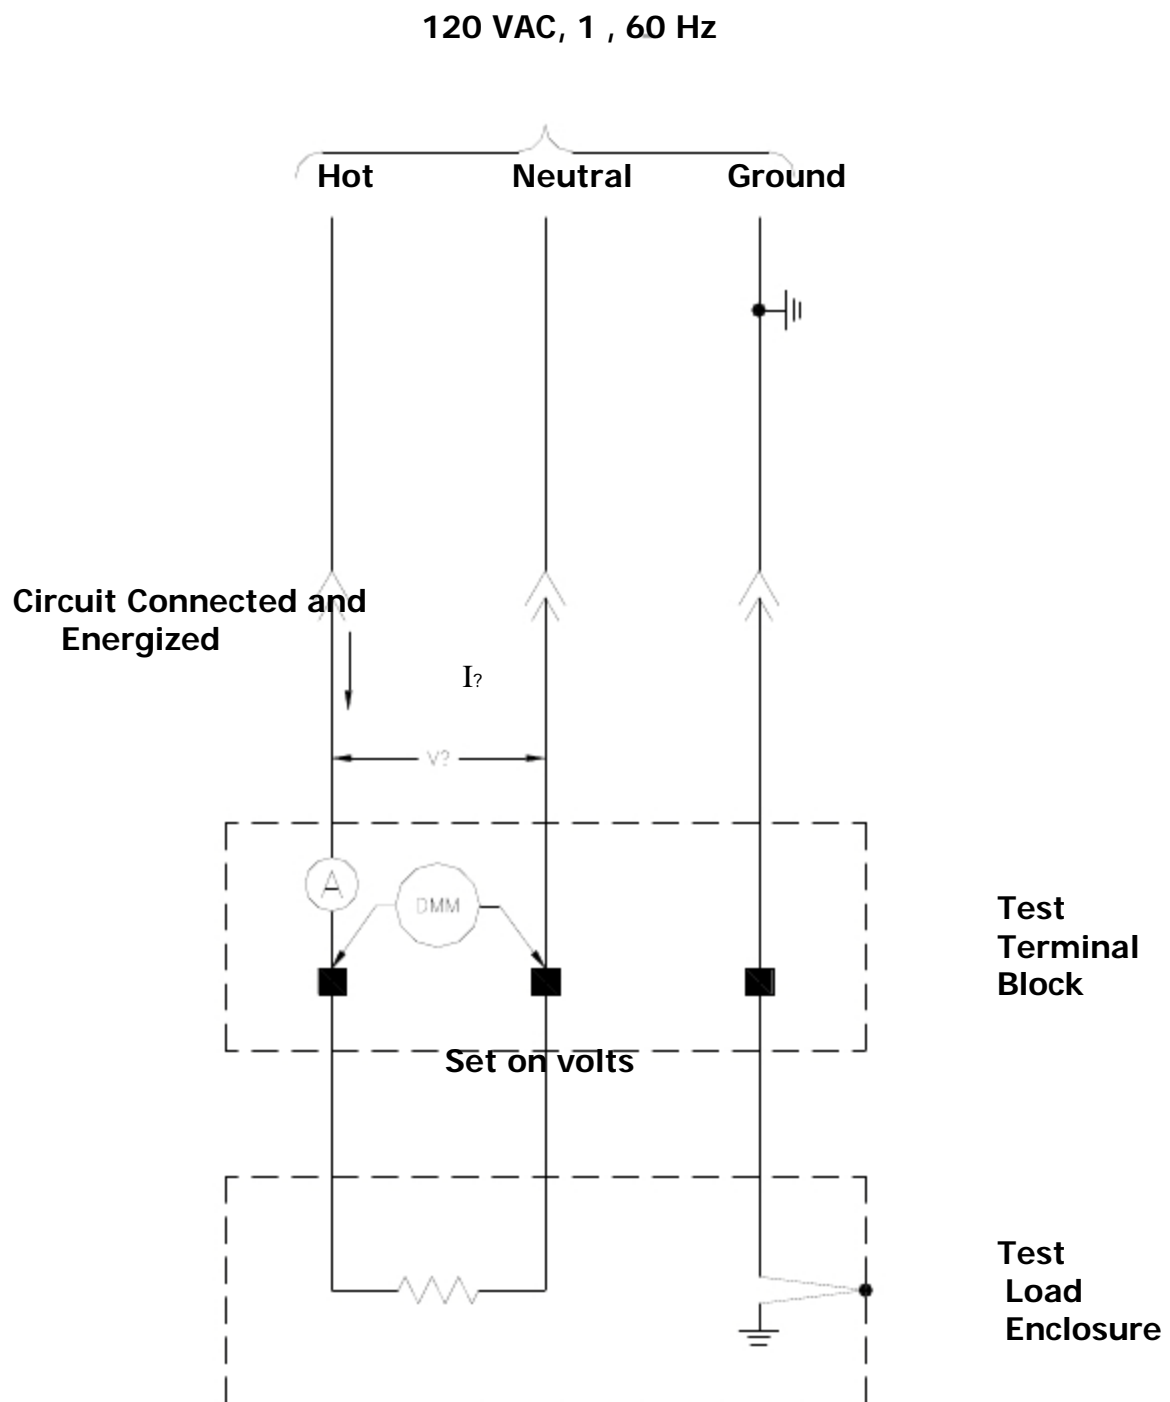 120 VAC, 1 , 60 Hz
Hot Neutral Ground
Circuit Connected and
Energized
I?
V?
A
DMM
Test
Terminal
Block
Set on volts
Test
Load
Enclosure